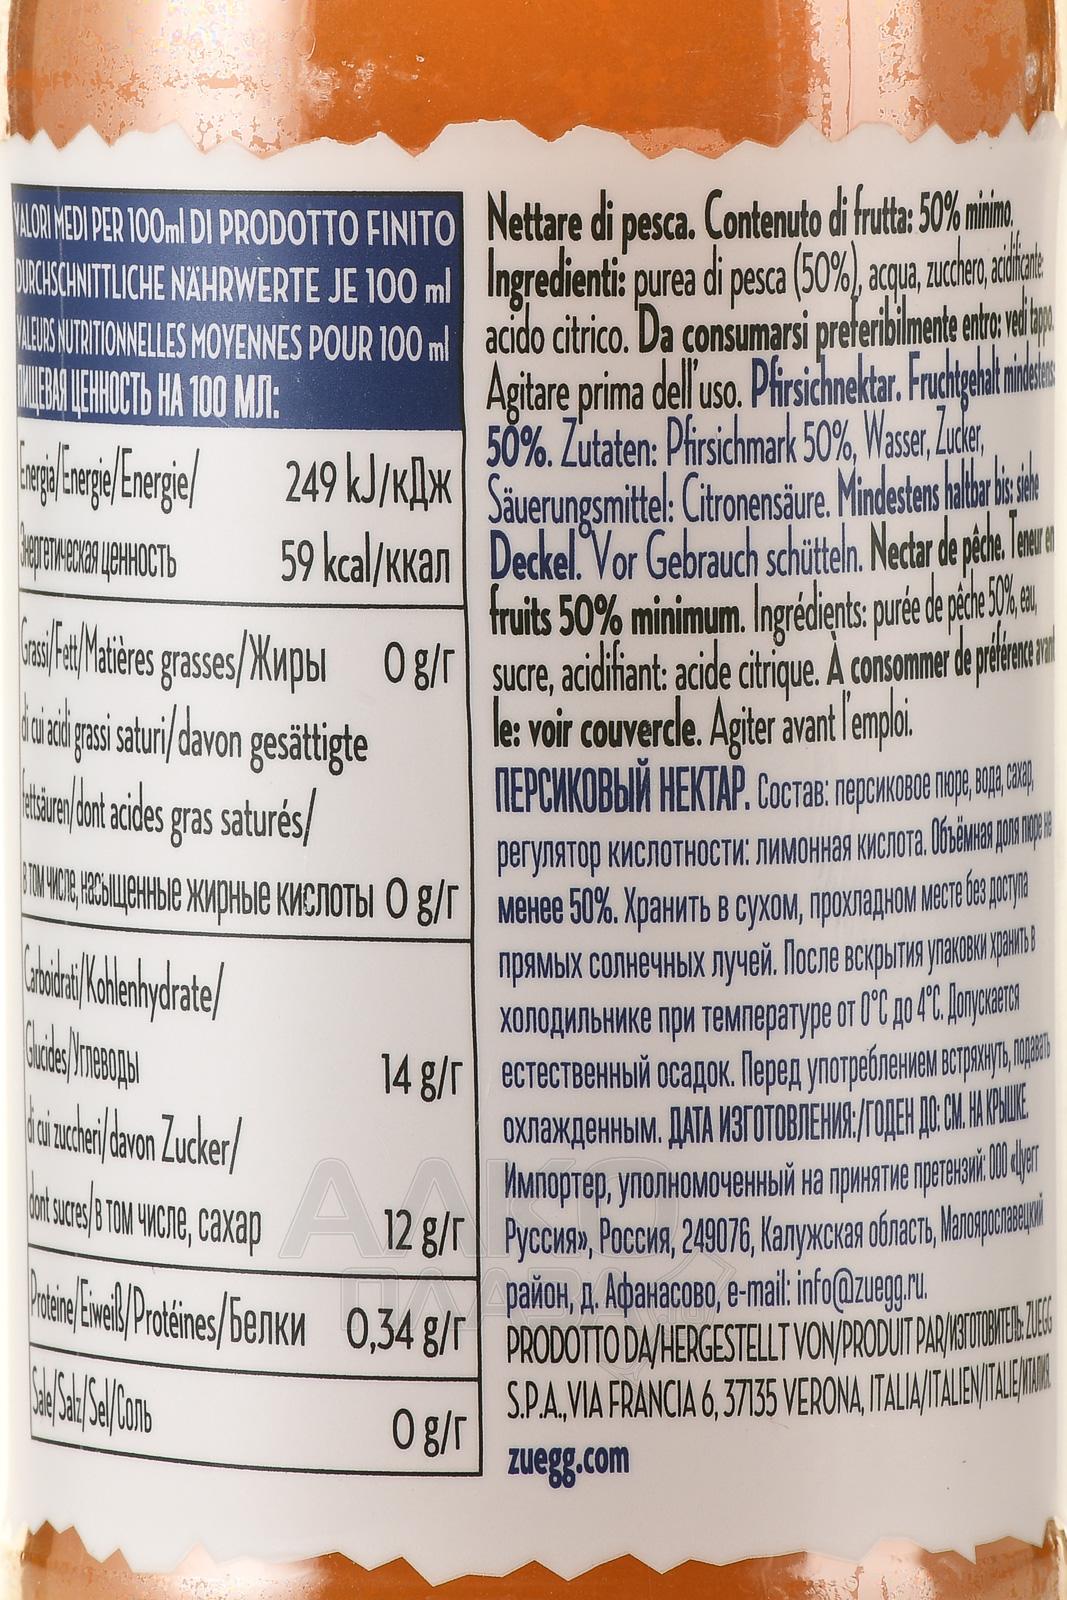 VALORI MEDI PER 100ml DI PRODOTTO FINITO
DURCHSCHNITTLICHE NÄHRWERTE JE 100 ml
VALEURS NUTRITIONNELLES MOYENNES POUR 100 ml
ПИЩЕВАЯ ЦЕННОСТЬ НА 100 МЛ:
Energia/Energie/Energie/ 249 kJ/кДж
Энергетическая ценность 59 kcal/ккал
Grassi/Fett/Matières grasses/Жиры 0 g/г
di cui acidi grassi saturi/davon gesättigte
Fettsäuren/dont acides gras saturés/
в том числе, насыщенные жирные кислоты 0 g/г
Carboidrati/Kohlenhydrate/
Glucides/Углеводы 14 g/г
di cui zuccheri/davon Zucker/
dont sucres/в том числе, сахар 12 g/г
Proteine/Eiweiß/Protéines/Белки 0,34 g/г
Sale/Salz/Sel/Соль 0 g/г
Nettare di pesca. Contenuto di frutta: 50% minimo.
Ingredienti: purea di pesca (50%), acqua, zucchero, acidificante:
acido citrico. Da consumarsi preferibilmente entro: vedi tappo.
Agitare prima dell'uso. Pfirsichnektar. Fruchtgehalt mindestens:
50%. Zutaten: Pfirsichmark 50%, Wasser, Zucker,
Säuerungsmittel: Citronensäure. Mindestens haltbar bis: siehe
Deckel. Vor Gebrauch schütteln. Nectar de pêche. Teneur en
fruits 50% minimum. Ingrédients: purée de pêche 50%, eau,
sucre, acidifiant: acide citrique. À consommer de préférence avant
le: voir couvercle. Agiter avant l'emploi.
ПЕРСИКОВЫЙ НЕКТАР. Состав: персиковое пюре, вода, сахар,
регулятор кислотности: лимонная кислота. Объёмная доля пюре не
менее 50%. Хранить в сухом, прохладном месте без доступа
прямых солнечных лучей. После вскрытия упаковки хранить в
холодильнике при температуре от 0°С до 4°С. Допускается
естественный осадок. Перед употреблением встряхнуть, подавать
охлажденным. ДАТА ИЗГОТОВЛЕНИЯ:/ГОДЕН ДО: СМ. НА КРЫШКЕ.
Импортер, уполномоченный на принятие претензий: ООО «Цуегг
Руссия», Россия, 249076, Калужская область, Малоярославецкий
район, д. Афанасово, e-mail: info@zuegg.ru.
PRODOTTO DA/HERGESTELLT VON/PRODUIT PAR/ИЗГОТОВИТЕЛЬ: ZUEGG
S.P.A., VIA FRANCIA 6, 37135 VERONA, ITALIA/ITALIEN/ITALIE/ИТАЛИЯ.
zuegg.com
ААКО
ПЛАЗА